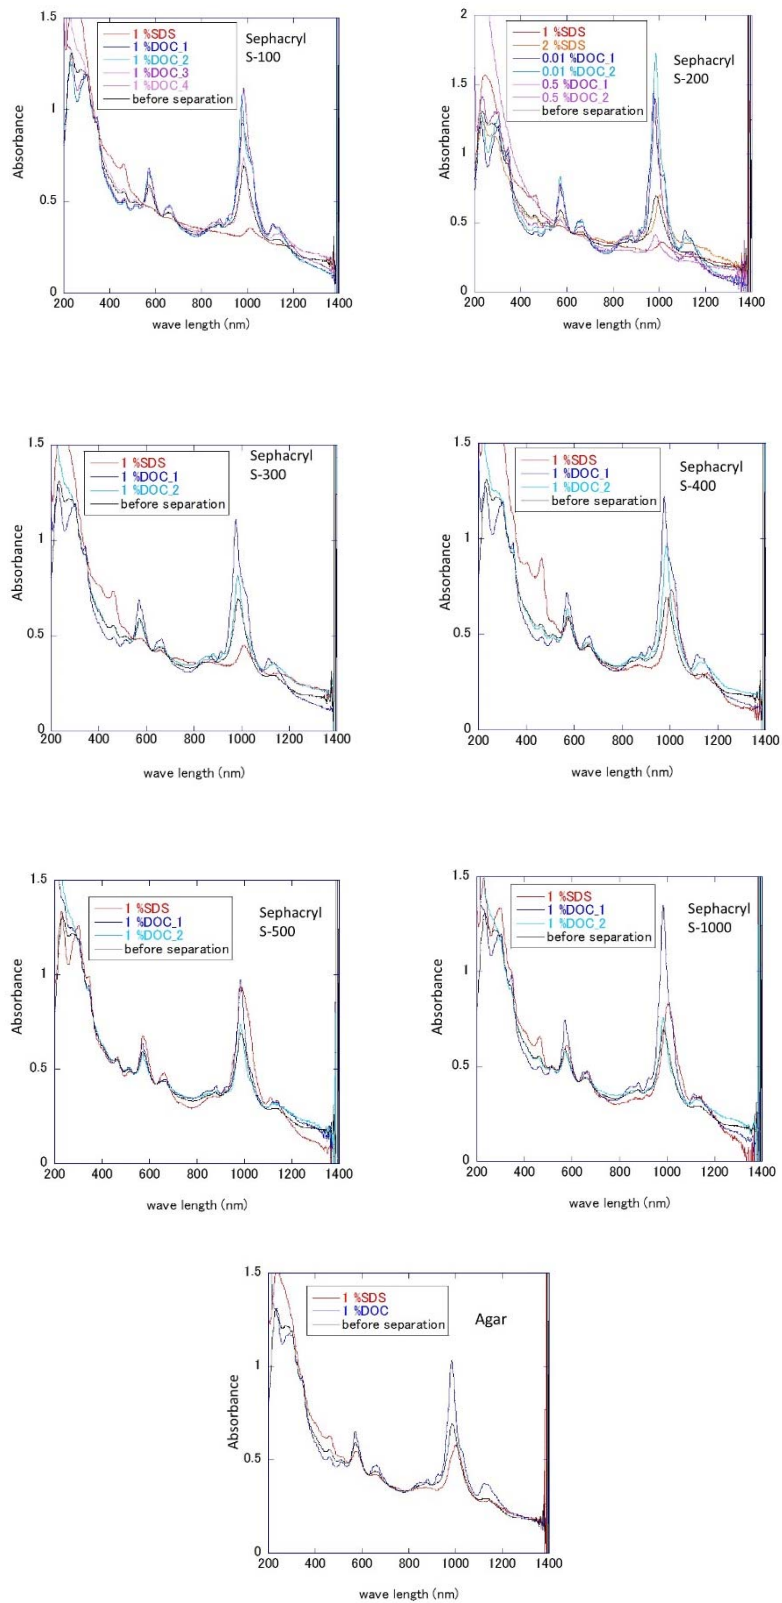 1.5
1 %SDS
1 %DOC_1
1 %DOC_2
1 %DOC_3
1 %DOC_4
before separation
Sephacryl
S-100
1
0.5
0
Absorbance
200 400 600 800 1000 1200 1400
wave length (nm)
2
1 %SDS
2 %SDS
0.01 %DOC_1
0.01 %DOC_2
0.5 %DOC_1
0.5 %DOC_2
before separation
Sephacryl
S-200
1.5
1
0.5
0
Absorbance
200 400 600 800 1000 1200 1400
wave length (nm)
1.5
1 %SDS
1 %DOC_1
1 %DOC_2
before separation
Sephacryl
S-300
1
0.5
0
Absorbance
200 400 600 800 1000 1200 1400
wave length (nm)
1.5
1 %SDS
1 %DOC_1
1 %DOC_2
before separation
Sephacryl
S-400
1
0.5
0
Absorbance
200 400 600 800 1000 1200 1400
wave length (nm)
1.5
1 %SDS
1 %DOC_1
1 %DOC_2
before separation
Sephacryl
S-500
1
0.5
0
Absorbance
200 400 600 800 1000 1200 1400
wave length (nm)
1.5
1 %SDS
1 %DOC_1
1 %DOC_2
before separation
Sephacryl
S-1000
1
0.5
0
Absorbance
200 400 600 800 1000 1200 1400
wave length (nm)
1.5
1 %SDS
1 %DOC
before separation
Agar
1
0.5
0
Absorbance
200 400 600 800 1000 1200 1400
wave length (nm)